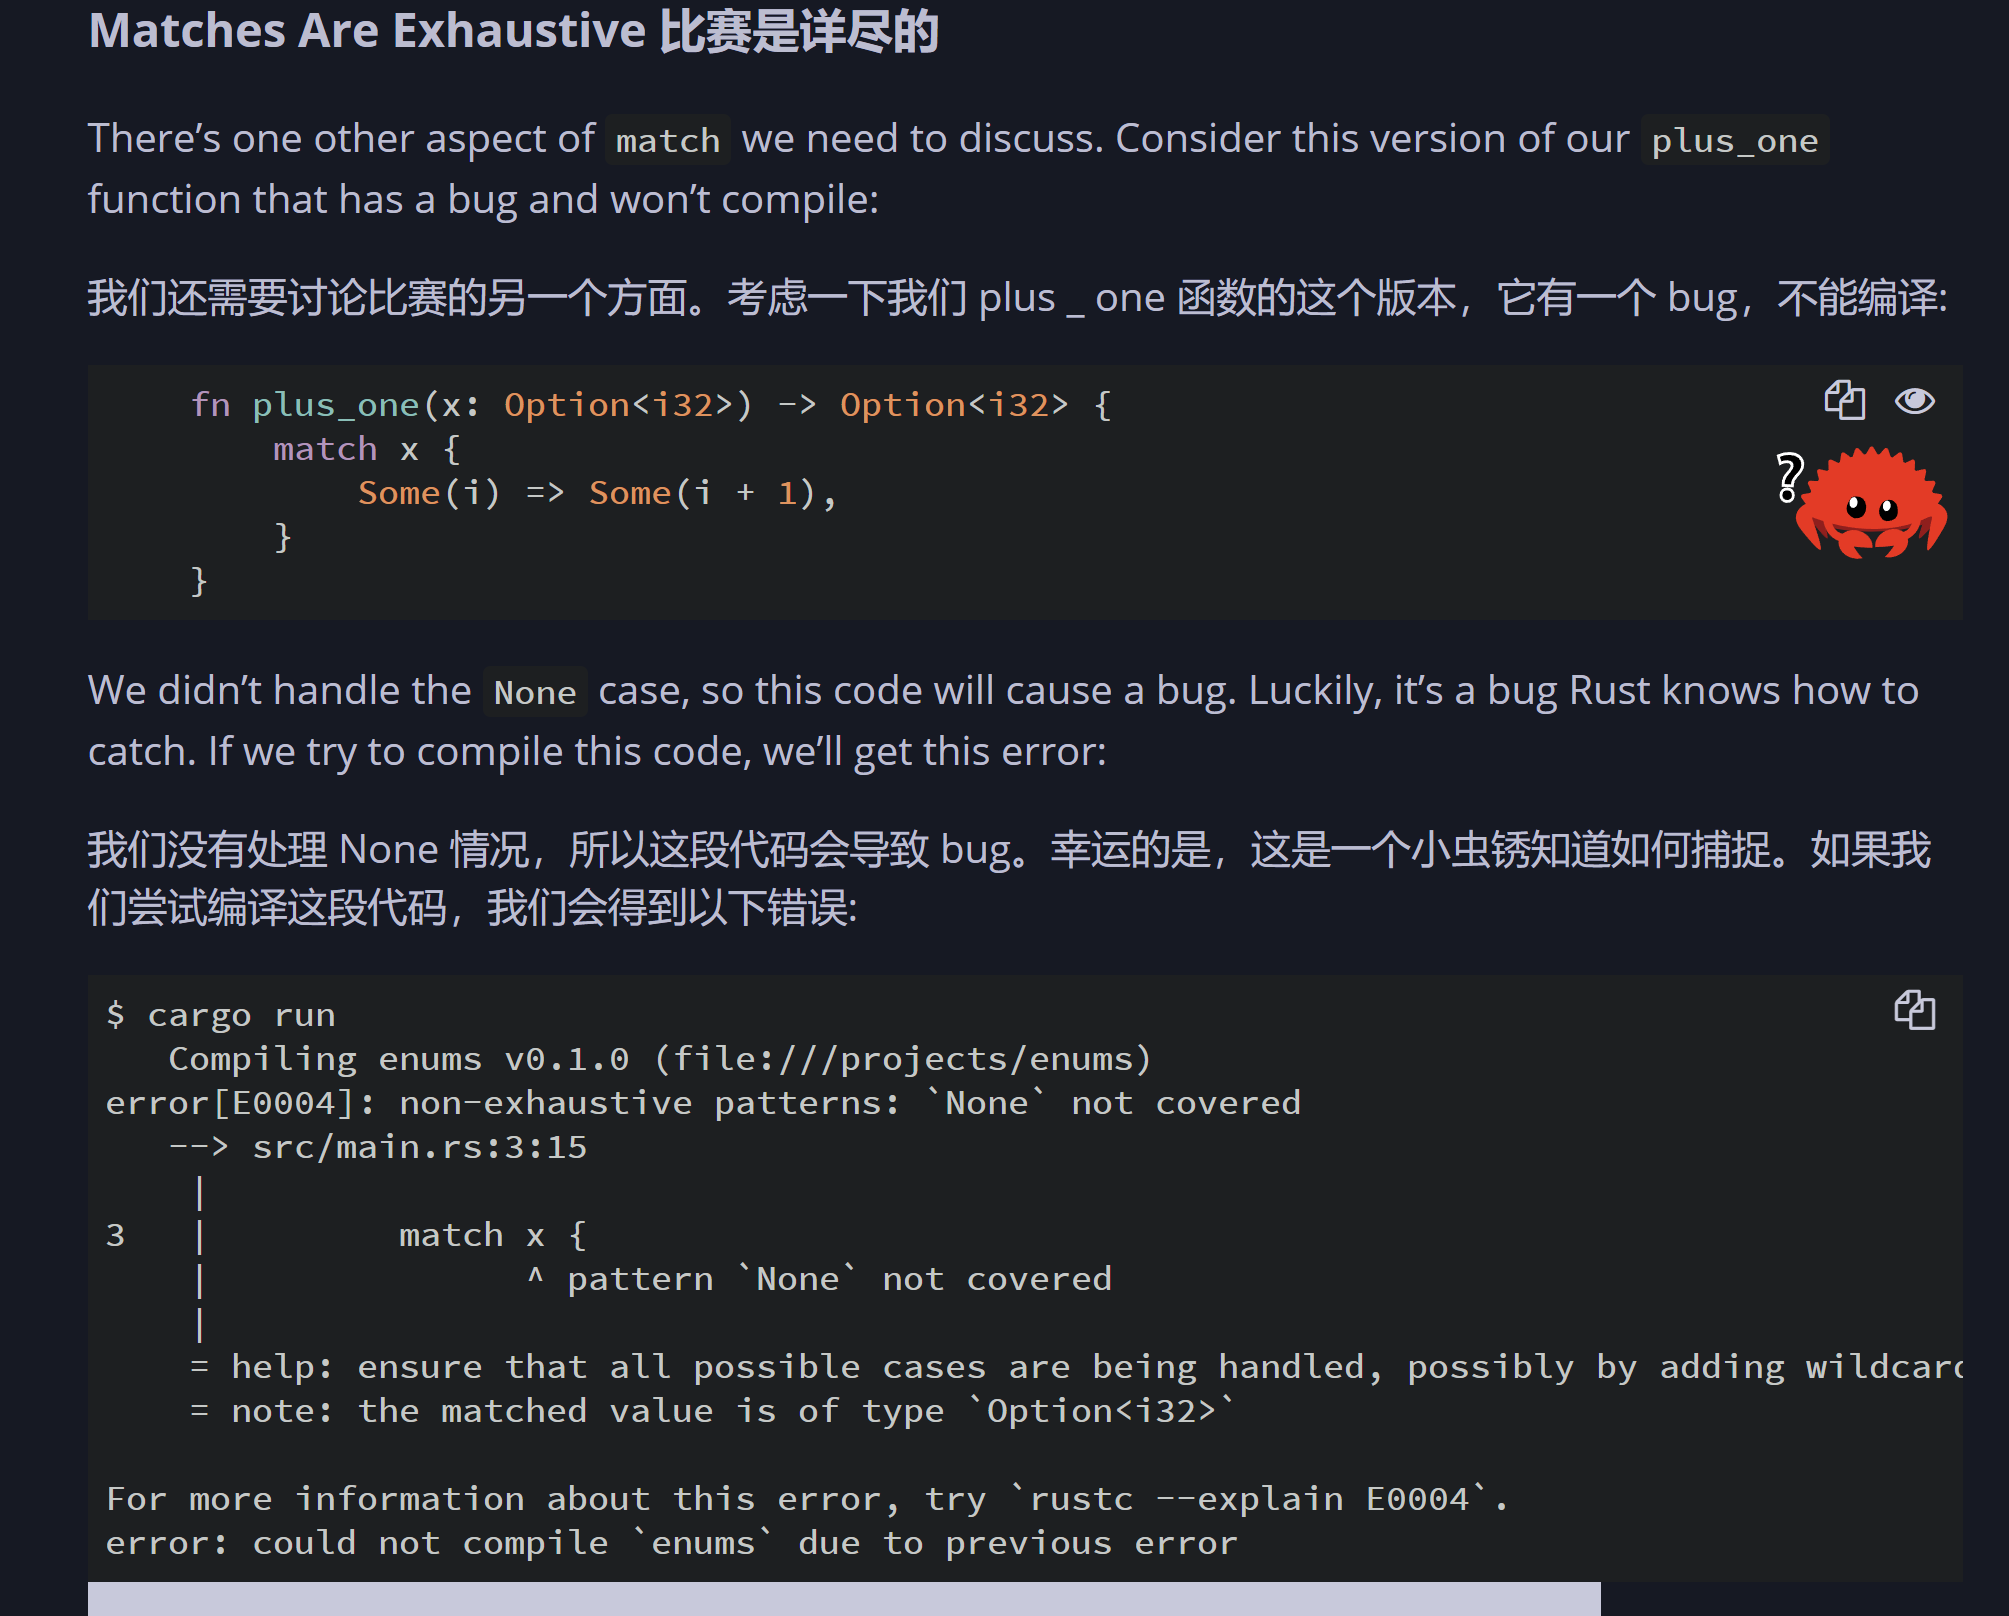 Matches Are Exhaustive 比赛是详尽的
There’s one other aspect of match we need to discuss. Consider this version of our plus_one
function that has a bug and won’t compile:
我们还需要讨论比赛的另一个方面。考虑一下我们 plus _ one 函数的这个版本，它有一个 bug，不能编译:
fn plus_one(x: Option<i32>) -> Option<i32> {
match x {
Some(i) => Some(i + 1),
}
}
?
We didn’t handle the None case, so this code will cause a bug. Luckily, it’s a bug Rust knows how to
catch. If we try to compile this code, we’ll get this error:
我们没有处理 None 情况，所以这段代码会导致 bug。幸运的是，这是一个小虫锈知道如何捕捉。如果我
们尝试编译这段代码，我们会得到以下错误:
$ cargo run
Compiling enums v0.1.0 (file:///projects/enums)
error[E0004]: non-exhaustive patterns: `None` not covered
--> src/main.rs:3:15
|
3 | match x {
| ^ pattern `None` not covered
|
= help: ensure that all possible cases are being handled, possibly by adding wildcard
= note: the matched value is of type `Option<i32>`
For more information about this error, try `rustc --explain E0004`.
error: could not compile `enums` due to previous error